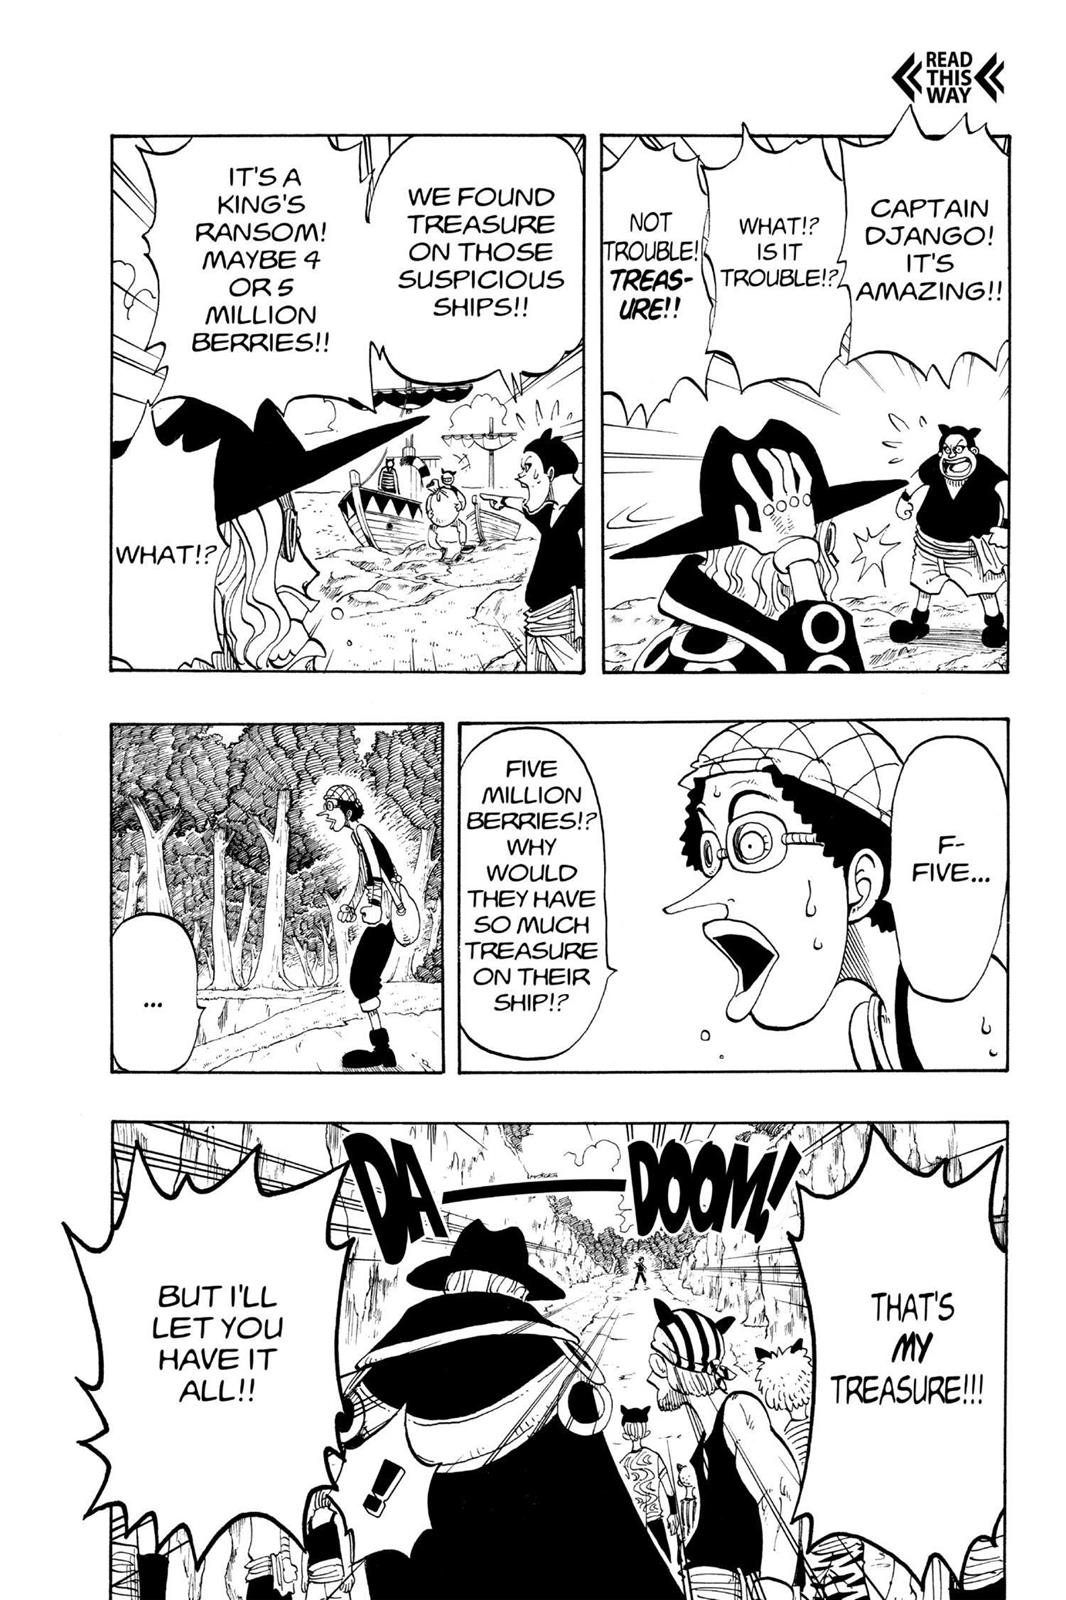 READ
THIS
WAY
CAPTAIN
DJANGO!
IT'S
AMAZING!!
WHAT!?
IS IT
TROUBLE!?
NOT
TROUBLE!
TREAS-
URE!!
WE FOUND
TREASURE
ON THOSE
SUSPICIOUS
SHIPS!!
IT'S A
KING'S
RANSOM!
MAYBE 4
OR 5
MILLION
BERRIES!!
WHAT!?
F-
FIVE...
FIVE
MILLION
BERRIES!?
WHY
WOULD
THEY HAVE
SO MUCH
TREASURE
ON THEIR
SHIP!?
...
DA DOOM!
THAT'S
MY
TREASURE!!!
BUT I'LL
LET YOU
HAVE IT
ALL!!
!